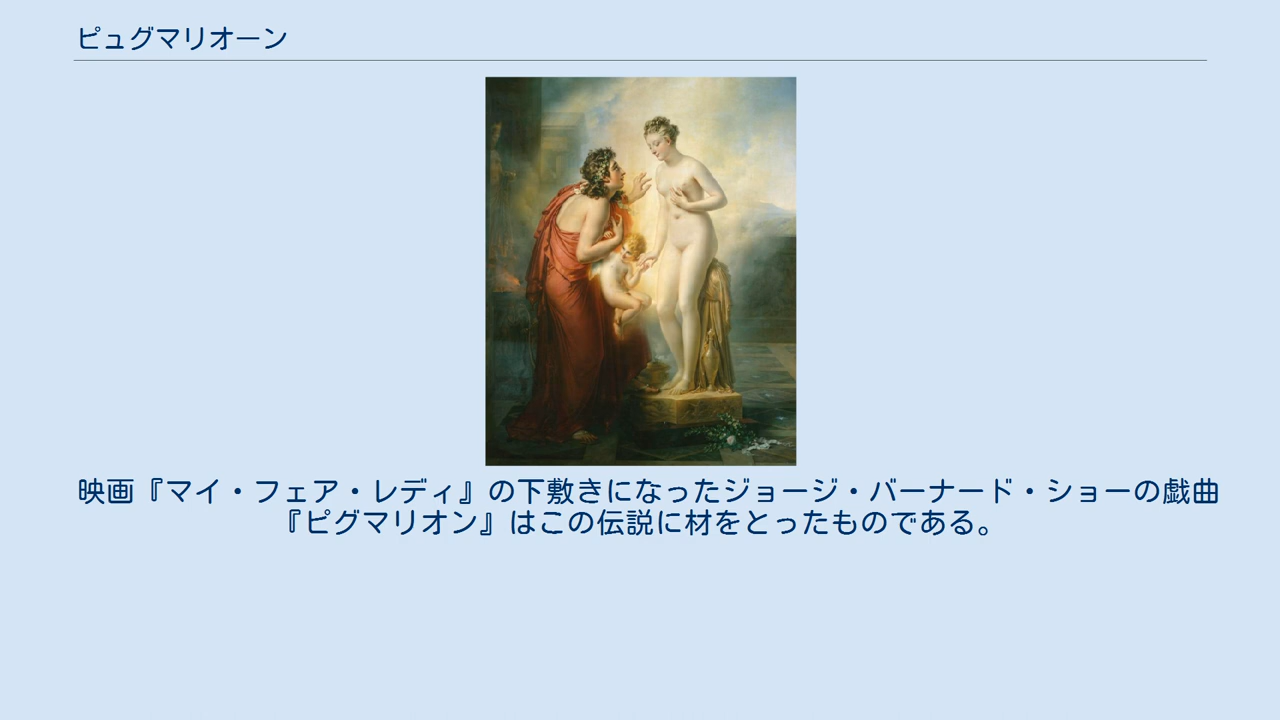 ピュグマリオーン
映画『マイ・フェア・レディ』の下敷きになったジョージ・バーナード・ショーの戯曲
『ピグマリオン』はこの伝説に材をとったものである。